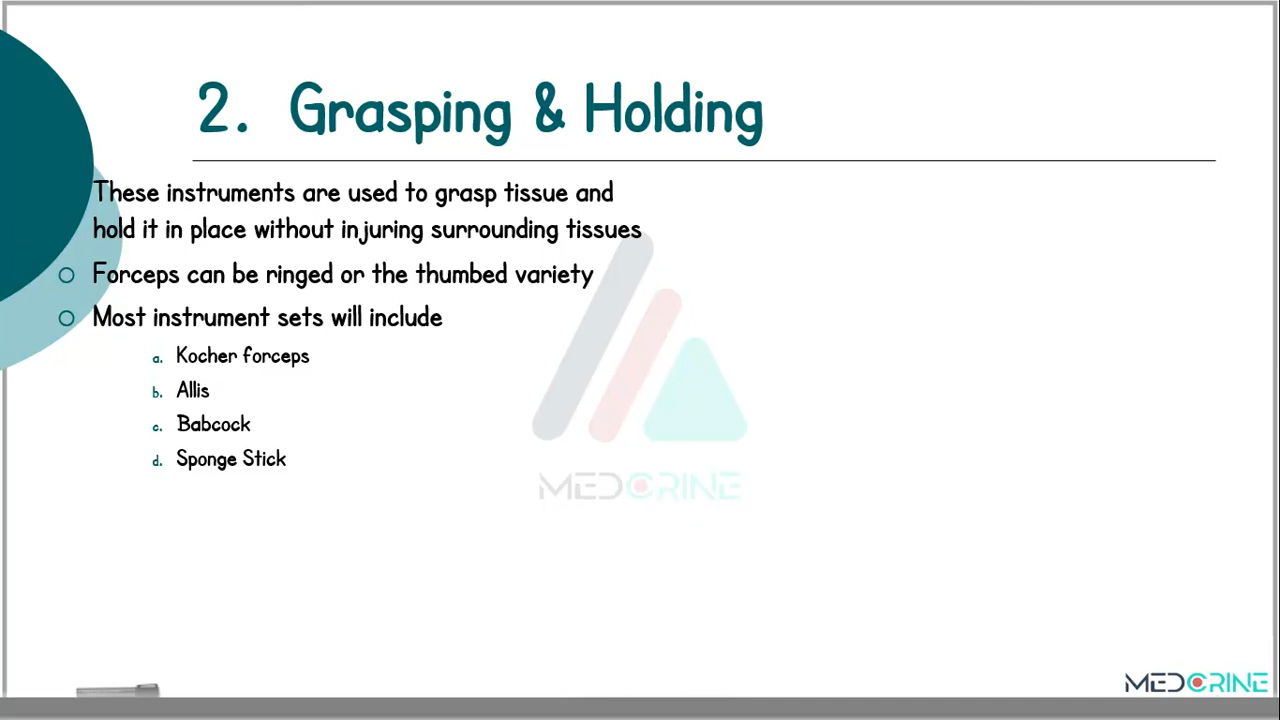 2. Grasping & Holding
These instruments are used to grasp tissue and
hold it in place without injuring surrounding tissues
Forceps can be ringed or the thumbed variety
Most instrument sets will include
a. Kocher forceps
b. Allis
c. Babcock
d. Sponge Stick
MEDCRINE
MEDCRINE